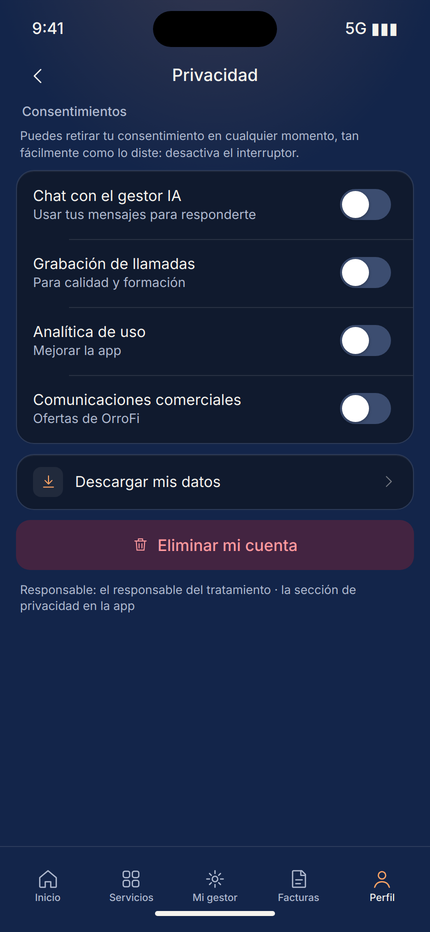 9:41
5G
Privacidad
Consentimientos
Puedes retirar tu consentimiento en cualquier momento, tan
fácilmente como lo diste: desactiva el interruptor.
Chat con el gestor IA
Usar tus mensajes para responderte
Grabación de llamadas
Para calidad y formación
Analítica de uso
Mejorar la app
Comunicaciones comerciales
Ofertas de OrroFi
Descargar mis datos
Eliminar mi cuenta
Responsable: el responsable del tratamiento · la sección de
privacidad en la app
Inicio
Servicios
Mi gestor
Facturas
Perfil